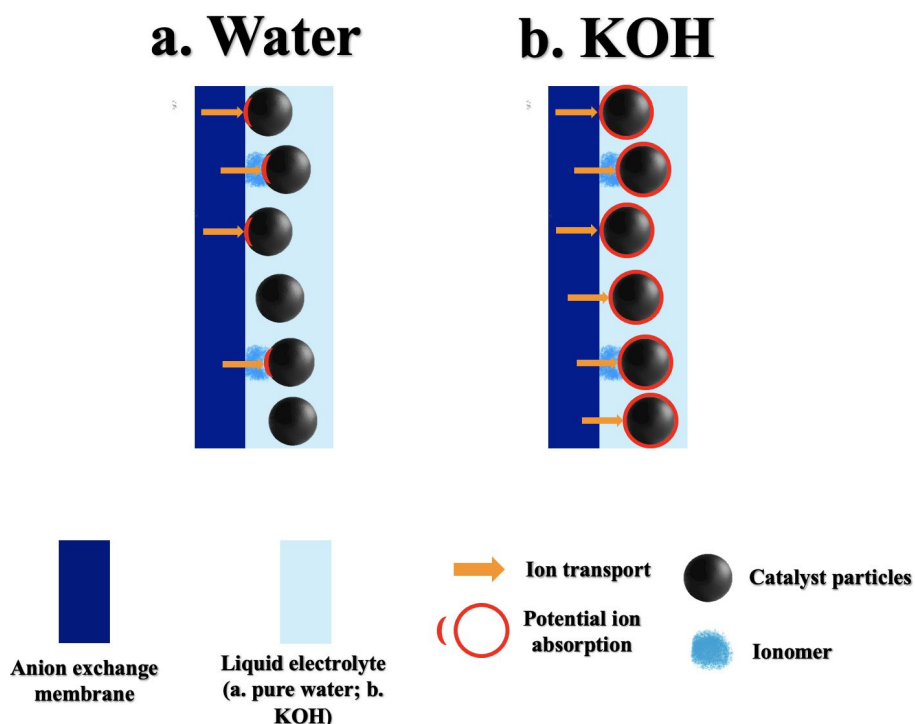 a. Water
b. KOH
Ion transport
Catalyst particles
Potential ion
absorption
Ionomer
Anion exchange
membrane
Liquid electrolyte
(a. pure water; b.
KOH)